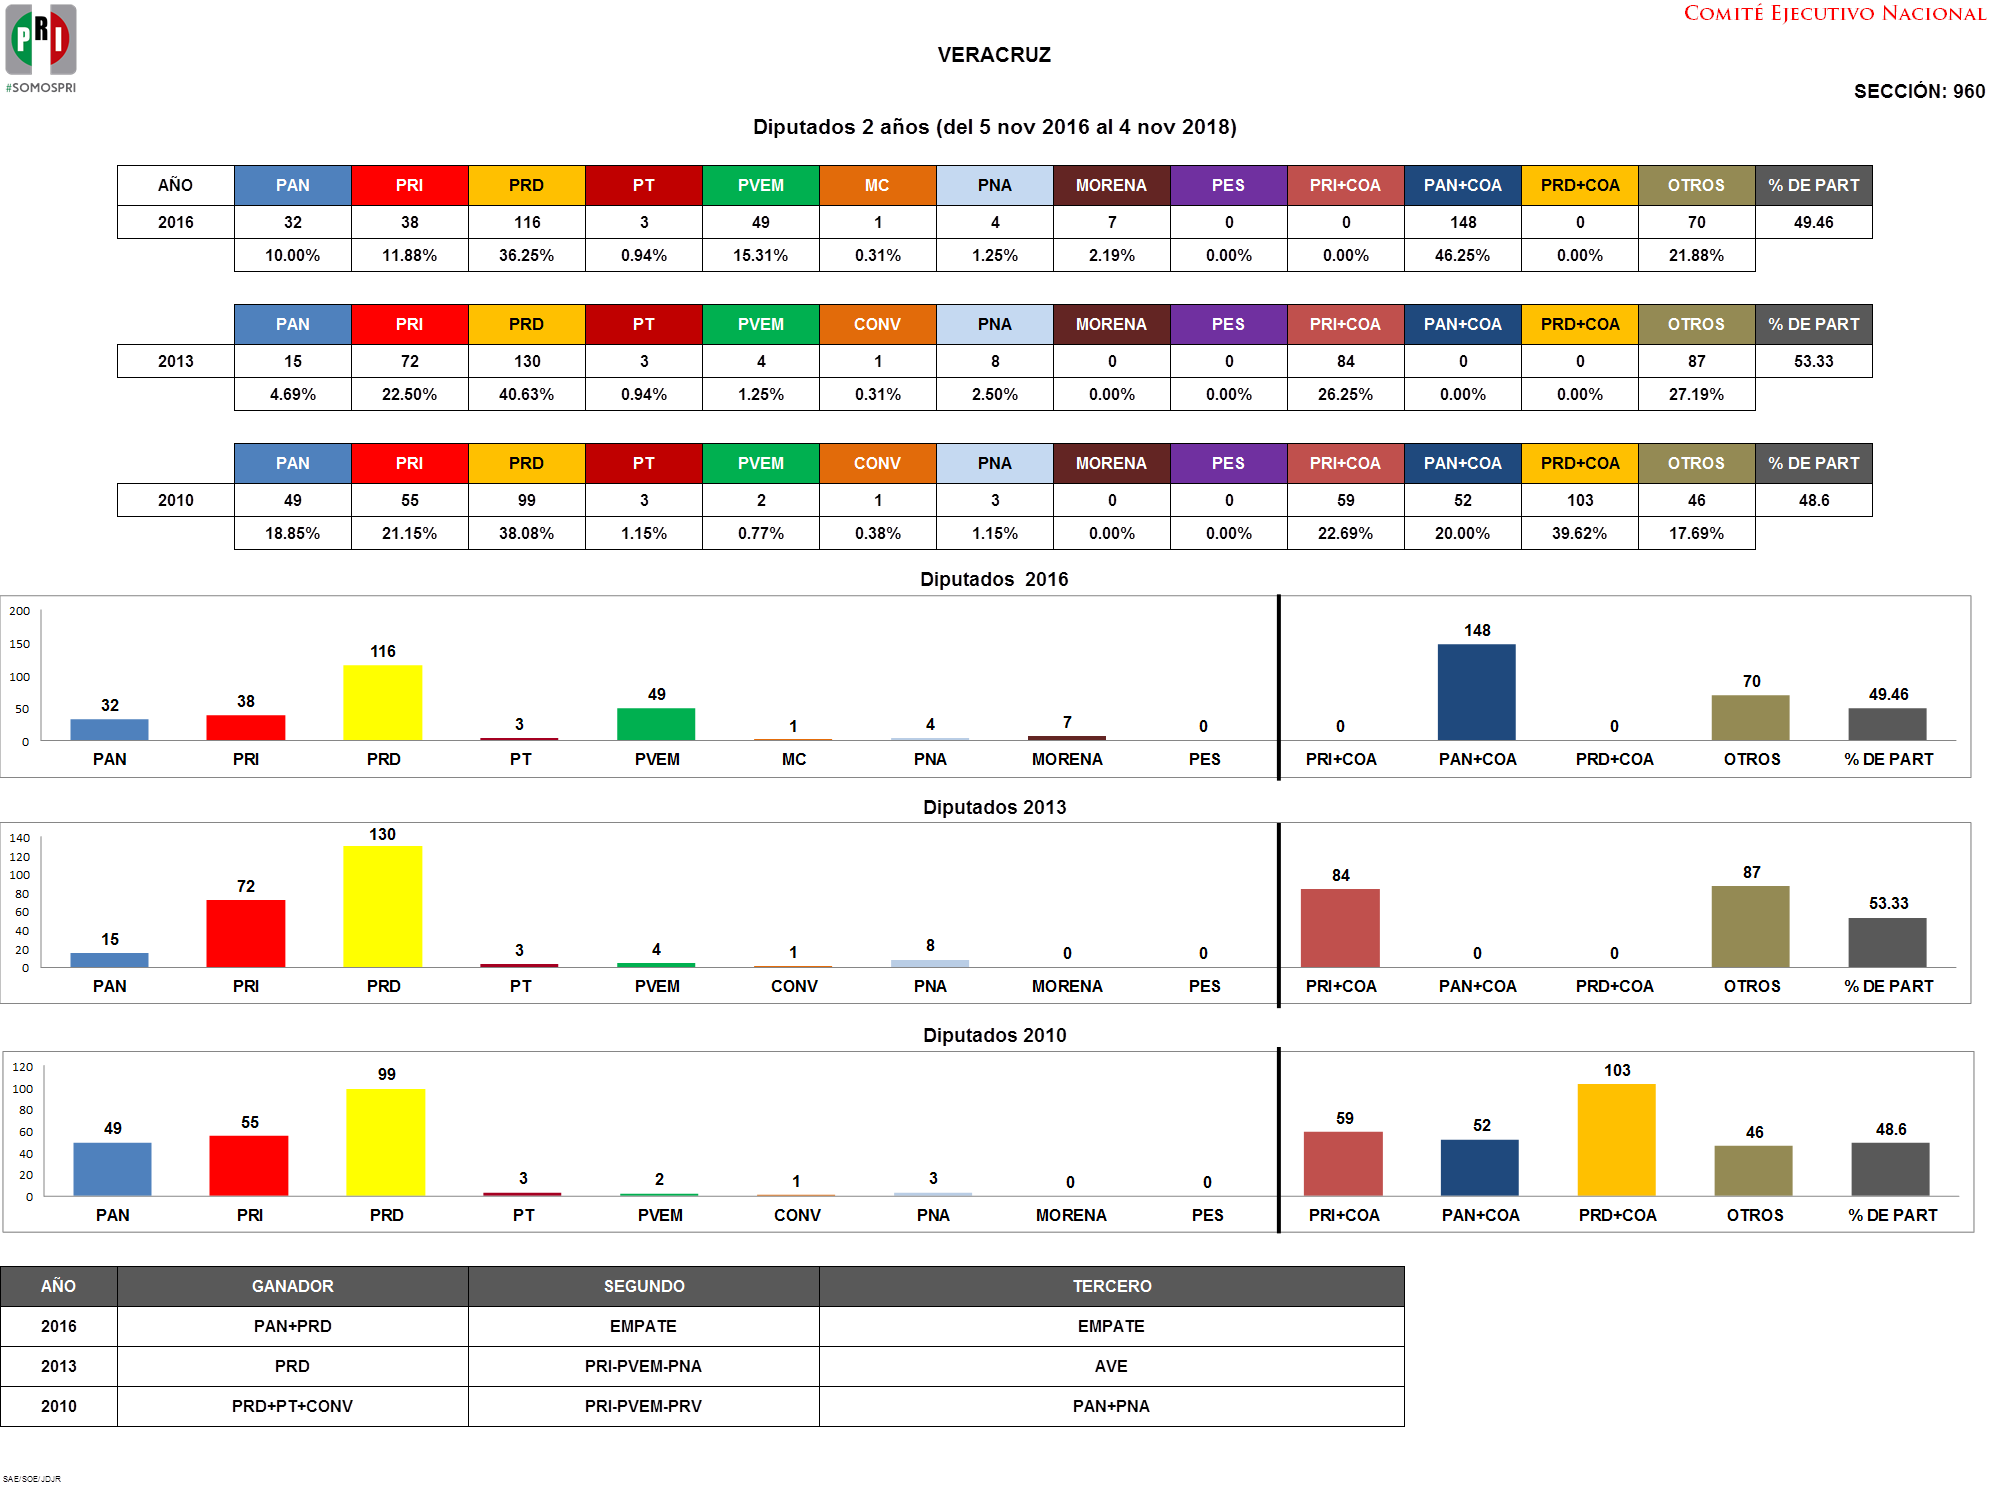 COMITÉ EJECUTIVO NACIONAL
PRI
#SOMOSPRI
VERACRUZ
SECCIÓN: 960
Diputados 2 años (del 5 nov 2016 al 4 nov 2018)
AÑO PAN PRI PRD PT PVEM MC PNA MORENA PES PRI+COA PAN+COA PRD+COA OTROS % DE PART
2016 32 38 116 3 49 1 4 7 0 0 148 0 70 49.46
10.00% 11.88% 36.25% 0.94% 15.31% 0.31% 1.25% 2.19% 0.00% 0.00% 46.25% 0.00% 21.88%
PAN PRI PRD PT PVEM CONV PNA MORENA PES PRI+COA PAN+COA PRD+COA OTROS % DE PART
2013 15 72 130 3 4 1 8 0 0 84 0 0 87 53.33
4.69% 22.50% 40.63% 0.94% 1.25% 0.31% 2.50% 0.00% 0.00% 26.25% 0.00% 0.00% 27.19%
PAN PRI PRD PT PVEM CONV PNA MORENA PES PRI+COA PAN+COA PRD+COA OTROS % DE PART
2010 49 55 99 3 2 1 3 0 0 59 52 103 46 48.6
18.85% 21.15% 38.08% 1.15% 0.77% 0.38% 1.15% 0.00% 0.00% 22.69% 20.00% 39.62% 17.69%
Diputados 2016
200
150
100
50
0
32 38 116 3 49 1 4 7 0 0 148 0 70 49.46
PAN PRI PRD PT PVEM MC PNA MORENA PES PRI+COA PAN+COA PRD+COA OTROS % DE PART
Diputados 2013
140
120
100
80
60
40
20
0
15 72 130 3 4 1 8 0 0 84 0 0 87 53.33
PAN PRI PRD PT PVEM CONV PNA MORENA PES PRI+COA PAN+COA PRD+COA OTROS % DE PART
Diputados 2010
120
100
80
60
40
20
0
49 55 99 3 2 1 3 0 0 59 52 103 46 48.6
PAN PRI PRD PT PVEM CONV PNA MORENA PES PRI+COA PAN+COA PRD+COA OTROS % DE PART
AÑO GANADOR SEGUNDO TERCERO
2016 PAN+PRD EMPATE EMPATE
2013 PRD PRI-PVEM-PNA AVE
2010 PRD+PT+CONV PRI-PVEM-PRV PAN+PNA
SAE/SOE/JDJR